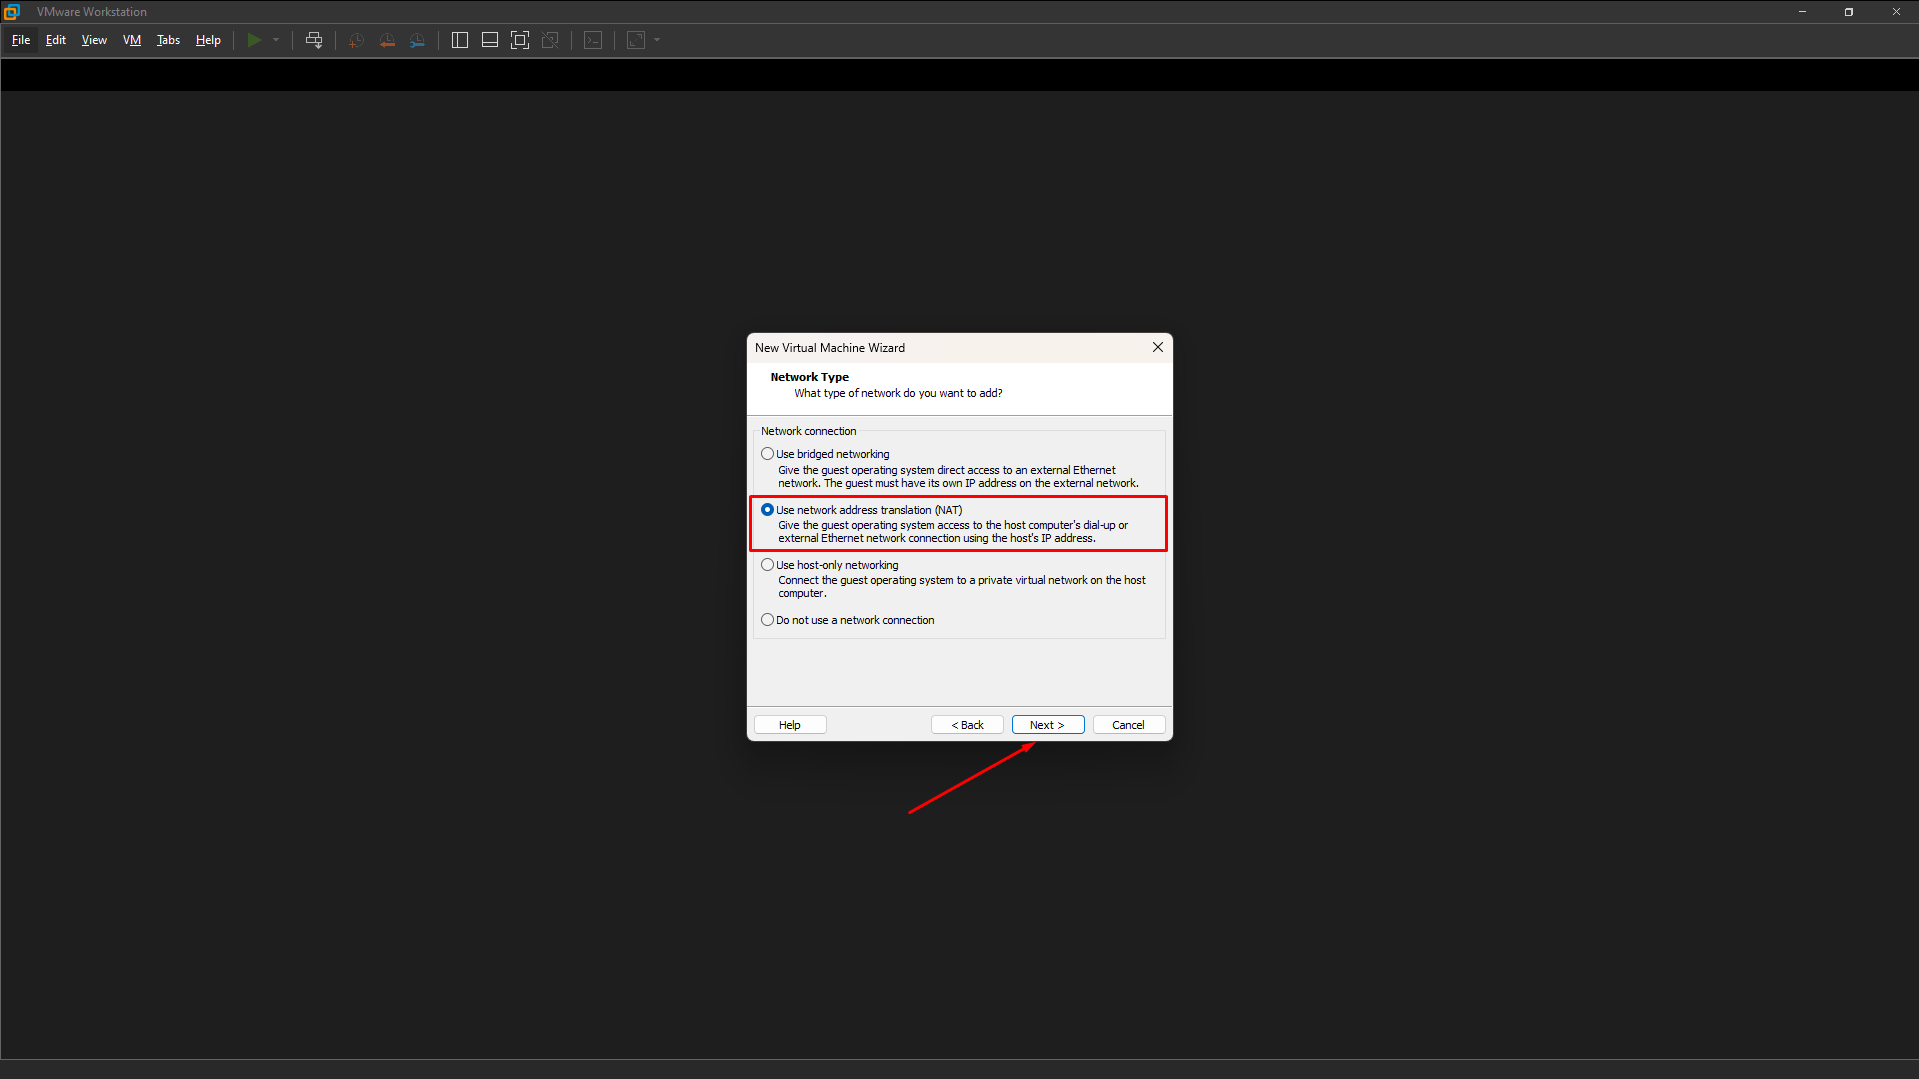 VMware Workstation
File Edit View VM Tabs Help
New Virtual Machine Wizard
Network Type
What type of network do you want to add?
Network connection
Use bridged networking
Give the guest operating system direct access to an external Ethernet
network. The guest must have its own IP address on the external network.
Use network address translation (NAT)
Give the guest operating system access to the host computer's dial-up or
external Ethernet network connection using the host's IP address.
Use host-only networking
Connect the guest operating system to a private virtual network on the host
computer.
Do not use a network connection
Help < Back Next > Cancel